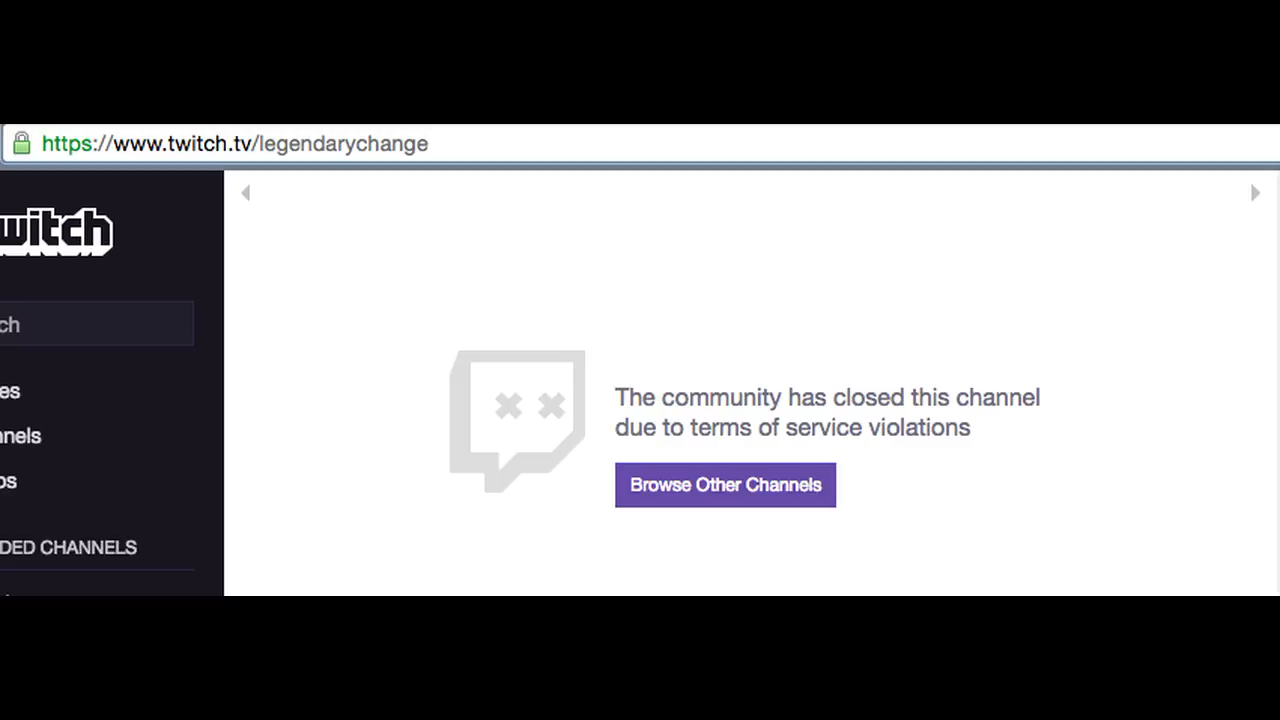 https://www.twitch.tv/legendarychange
witch
ch
es
nnels
os
DED CHANNELS
The community has closed this channel
due to terms of service violations
Browse Other Channels